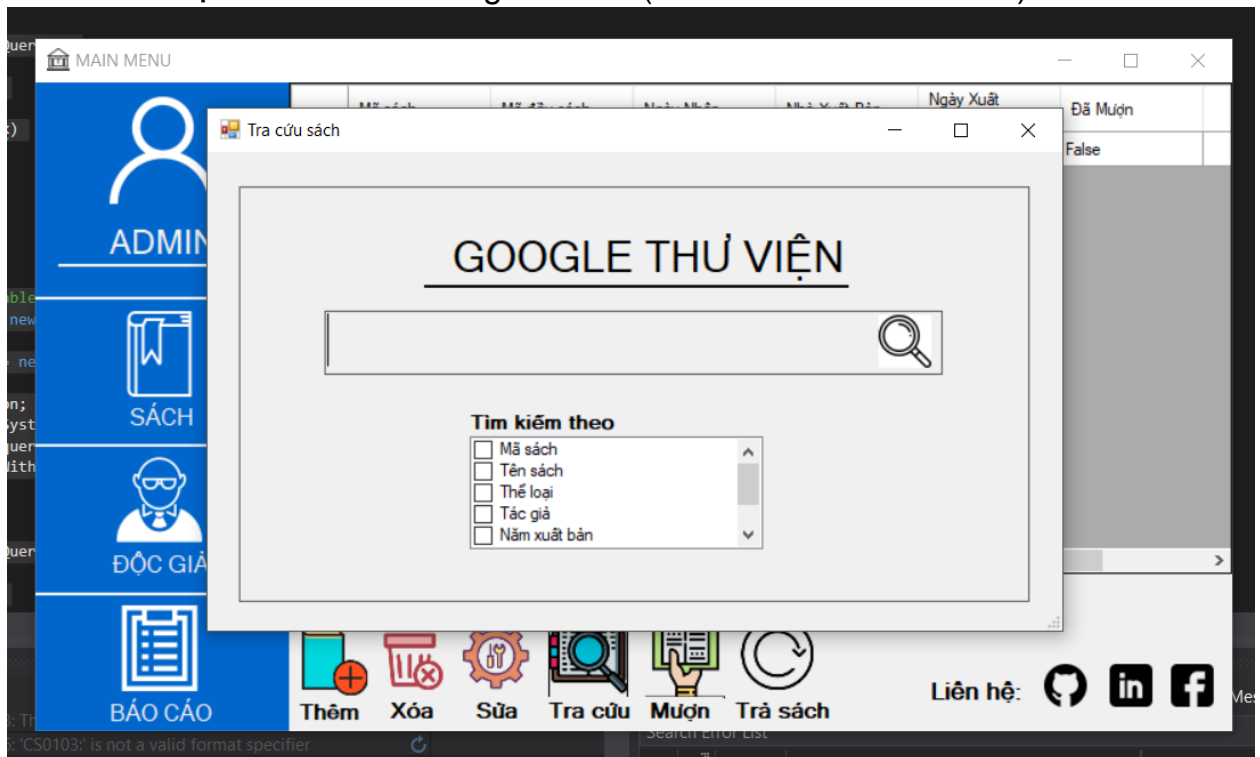 MAIN MENU
Ngày Xuất
Đã Mượn
False
Tra cứu sách
ADMIN
GOOGLE THƯ VIỆN
SÁCH
Tìm kiếm theo
Mã sách
Tên sách
Thể loại
Tác giả
Năm xuất bản
ĐỘC GIẢ
BÁO CÁO
Thêm
Xóa
Sửa
Tra cứu
Mượn
Trả sách
Liên hệ:
in
'CS0103:' is not a valid format specifier
Search Error List